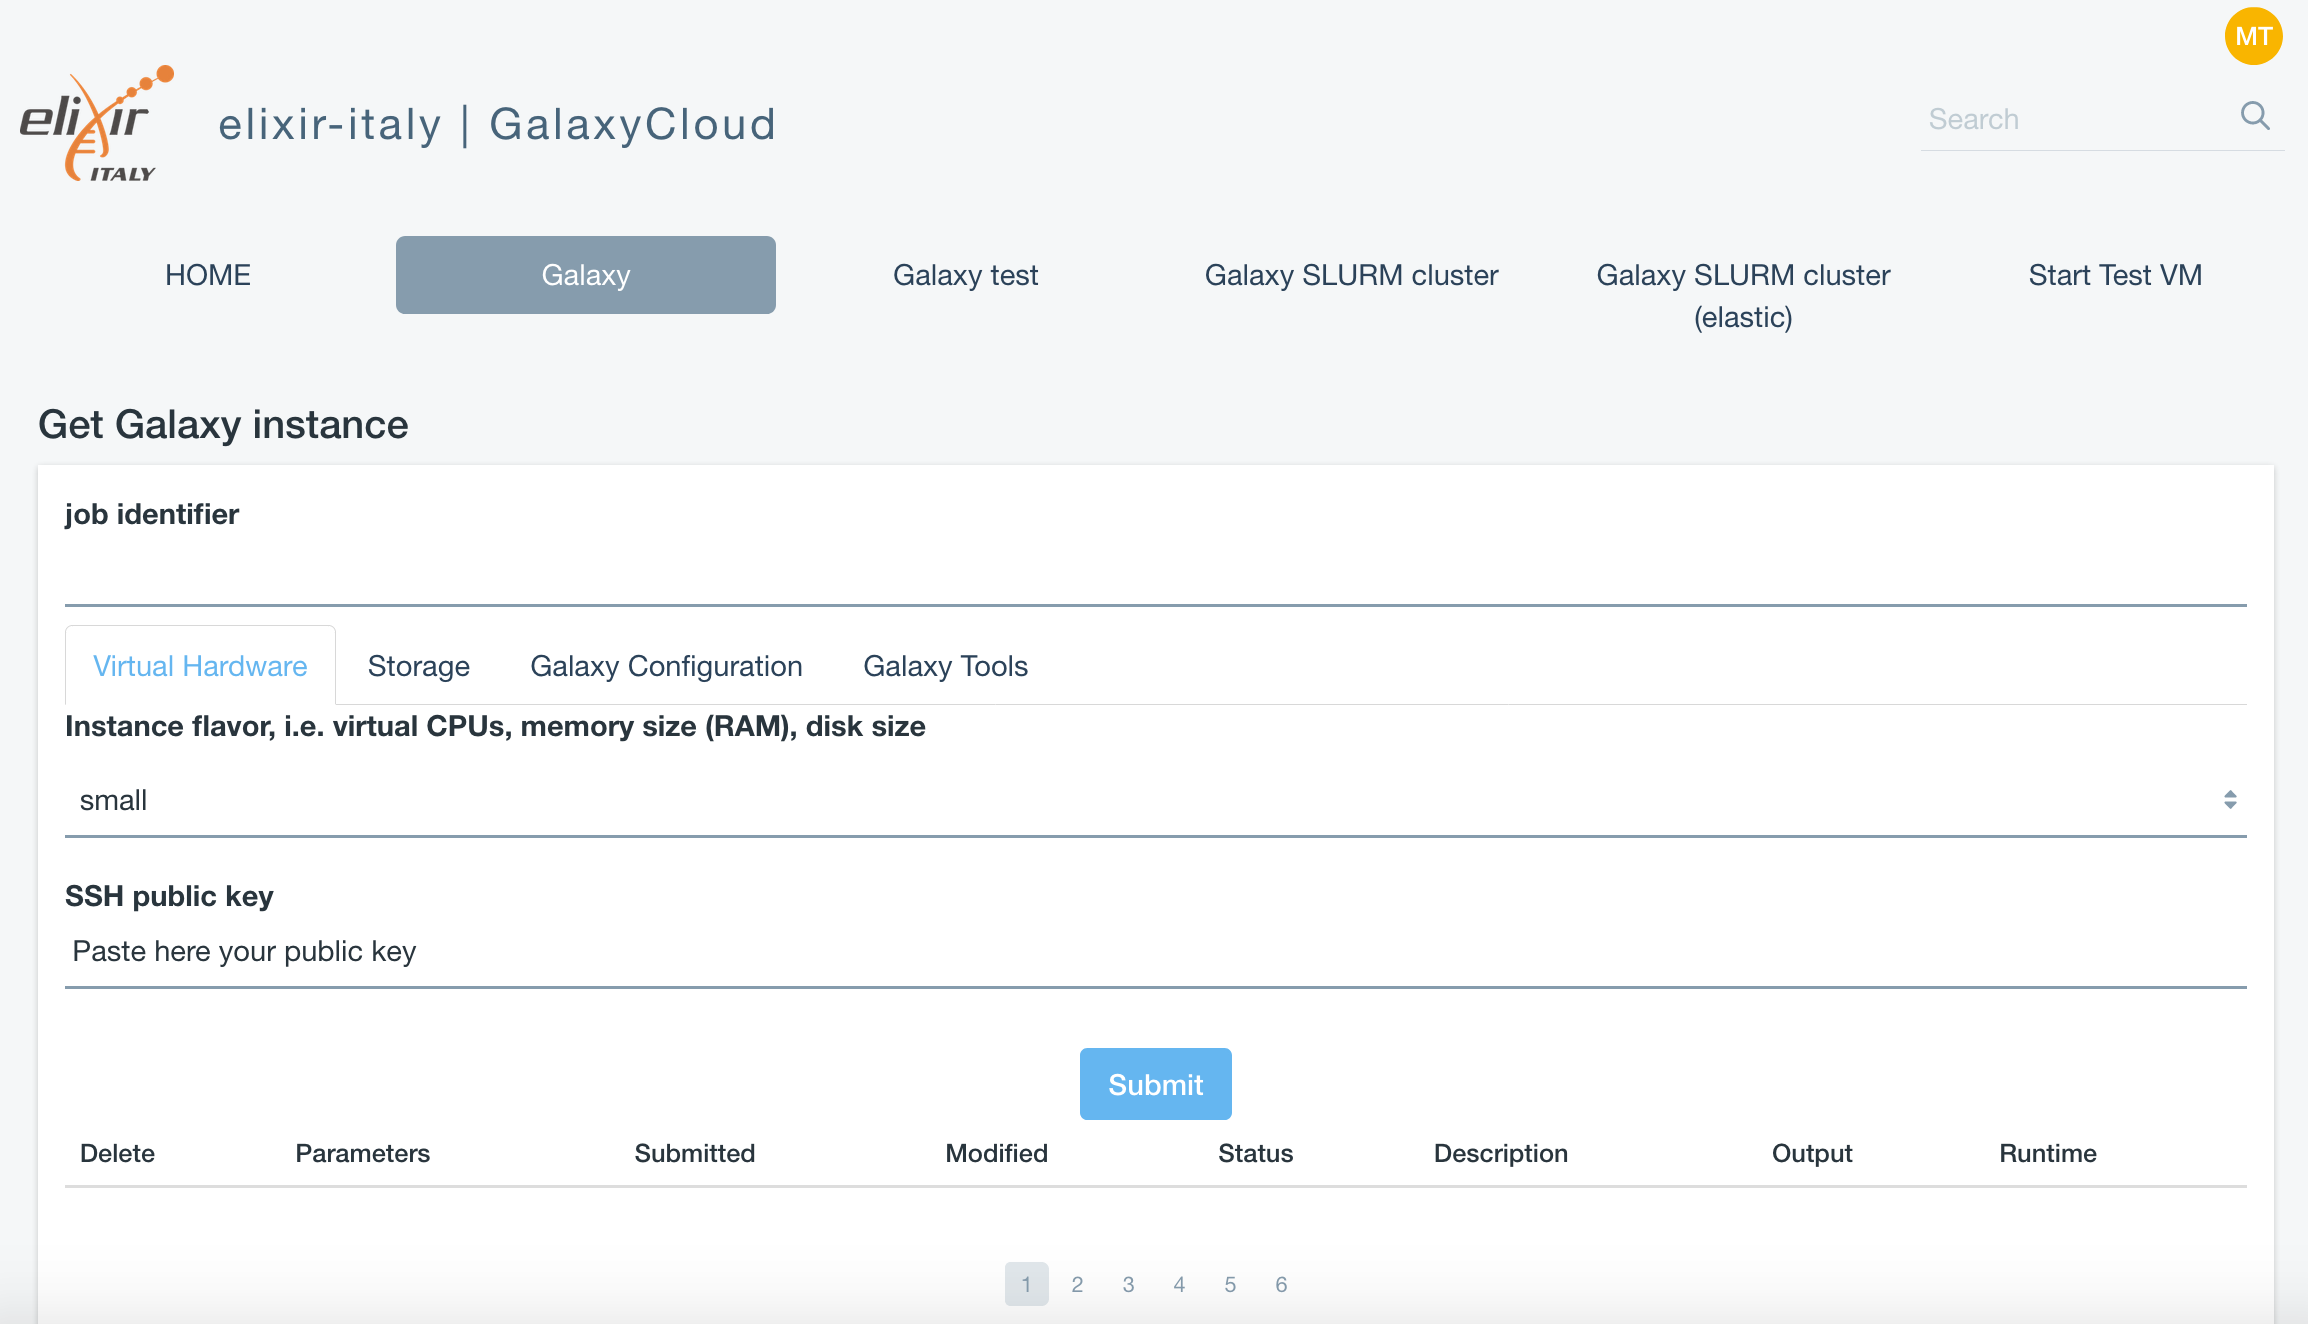 MT
elixir
ITALY
elixir-italy | GalaxyCloud
Search
HOME
Galaxy
Galaxy test
Galaxy SLURM cluster
Galaxy SLURM cluster
(elastic)
Start Test VM
Get Galaxy instance
job identifier
Virtual Hardware
Storage
Galaxy Configuration
Galaxy Tools
Instance flavor, i.e. virtual CPUs, memory size (RAM), disk size
small
SSH public key
Paste here your public key
Submit
Delete Parameters Submitted Modified Status Description Output Runtime
1 2 3 4 5 6